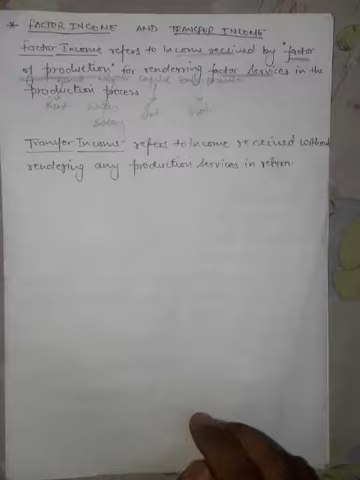 * FACTOR INCOME AND TRANSFER INCOME
factor Income refers to income received by "factor
of production" for rendering factor services in the
production process
Rent Wages
Salary
Transfer Income refers to income received without
rendering any production services in return.